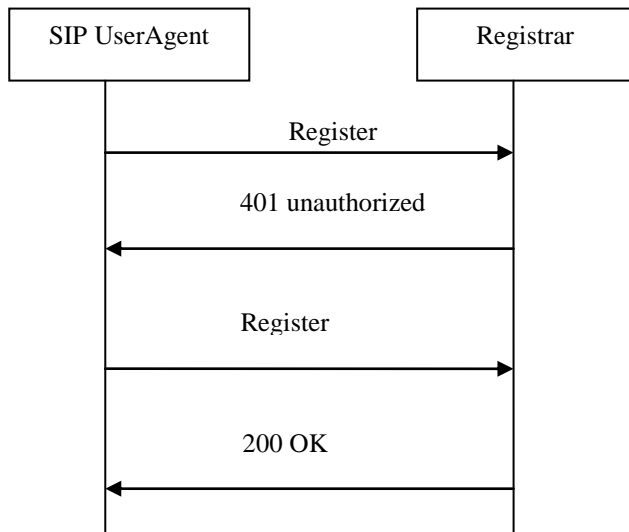 SIP UserAgent
Registrar
Register
401 unauthorized
Register
200 OK